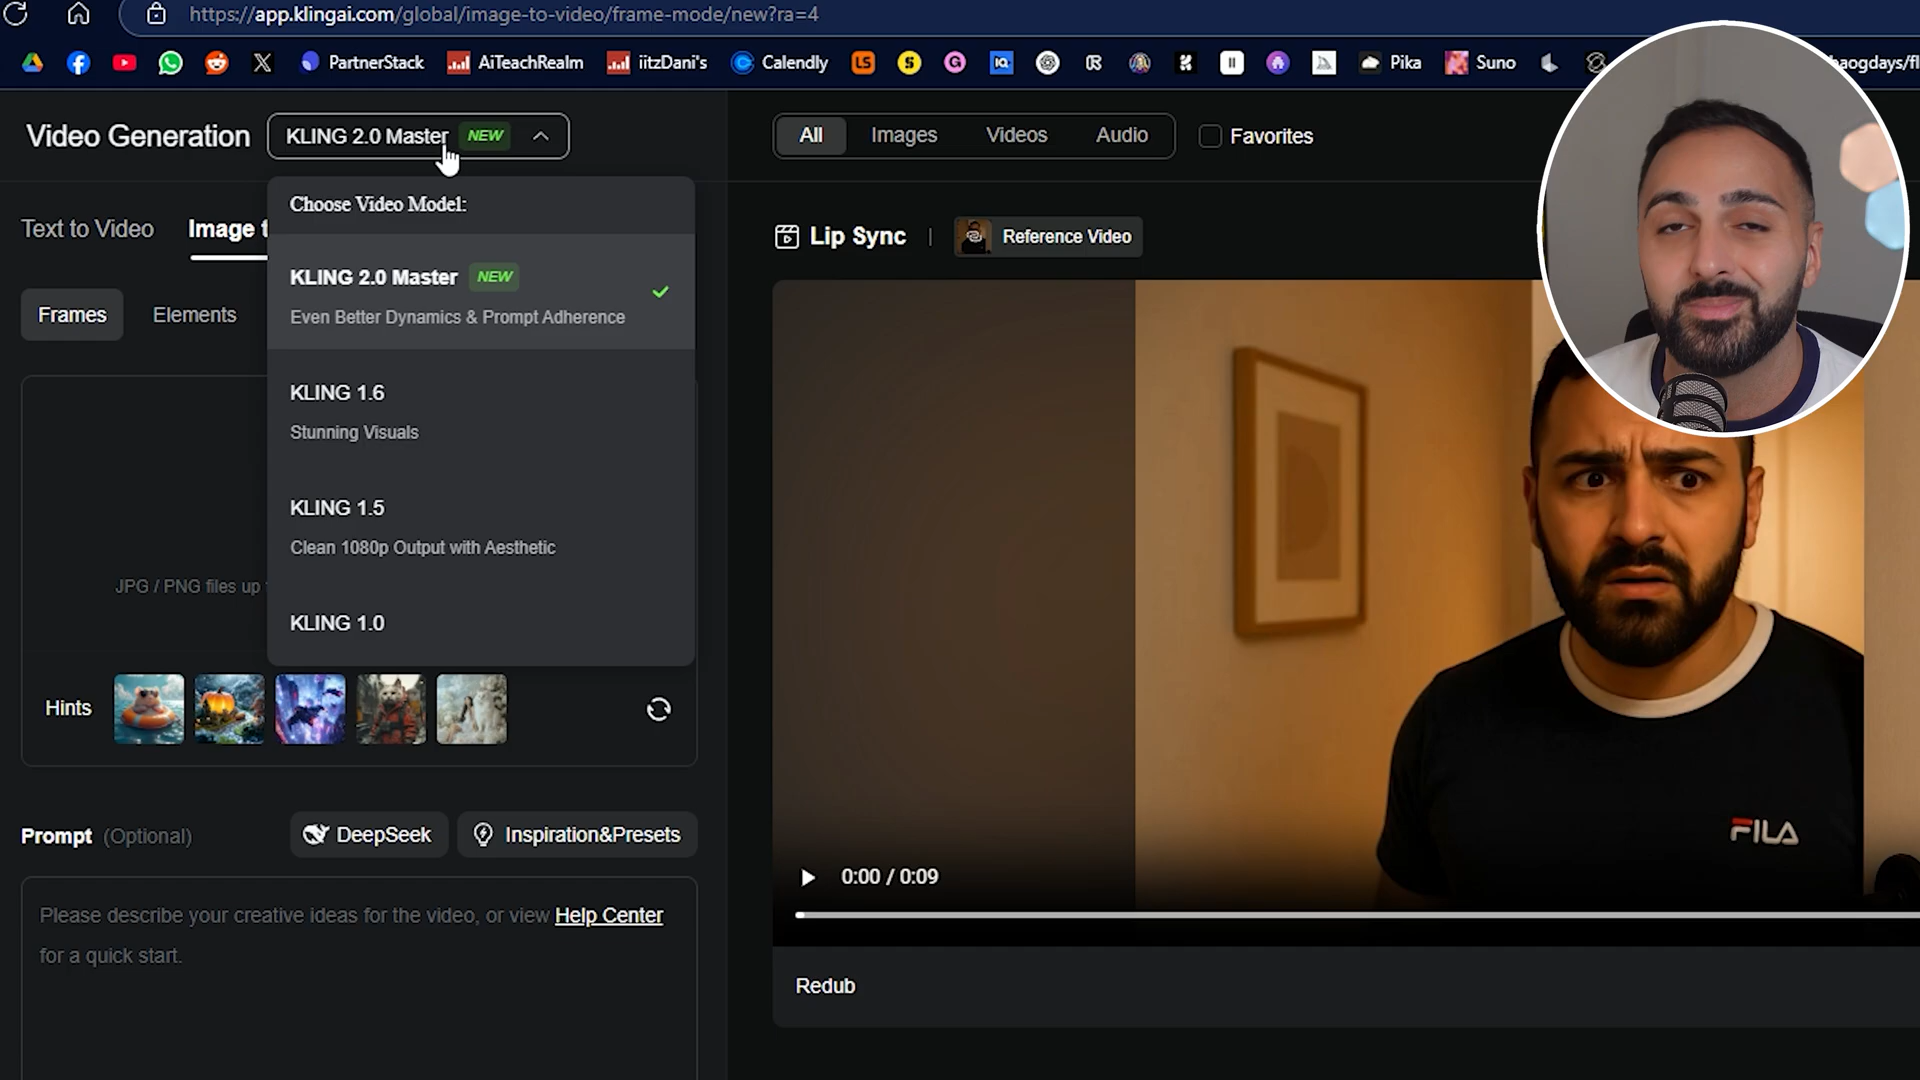 https://app.klingai.com/global/image-to-video/frame-mode/new?ra=4
PartnerStack
AiTeachRealm
iitzDani's
Calendly
LS
S
G
IQ
Pika
Suno
Video Generation
KLING 2.0 Master NEW
All
Images
Videos
Audio
Favorites
Choose Video Model:
Text to Video
Image t
KLING 2.0 Master NEW
Even Better Dynamics & Prompt Adherence
Lip Sync | Reference Video
Frames
Elements
KLING 1.6
Stunning Visuals
KLING 1.5
Clean 1080p Output with Aesthetic
JPG / PNG files up
KLING 1.0
Hints
Prompt (Optional)
DeepSeek
Inspiration&Presets
Please describe your creative ideas for the video, or view Help Center
for a quick start.
FILA
0:00 / 0:09
Redub